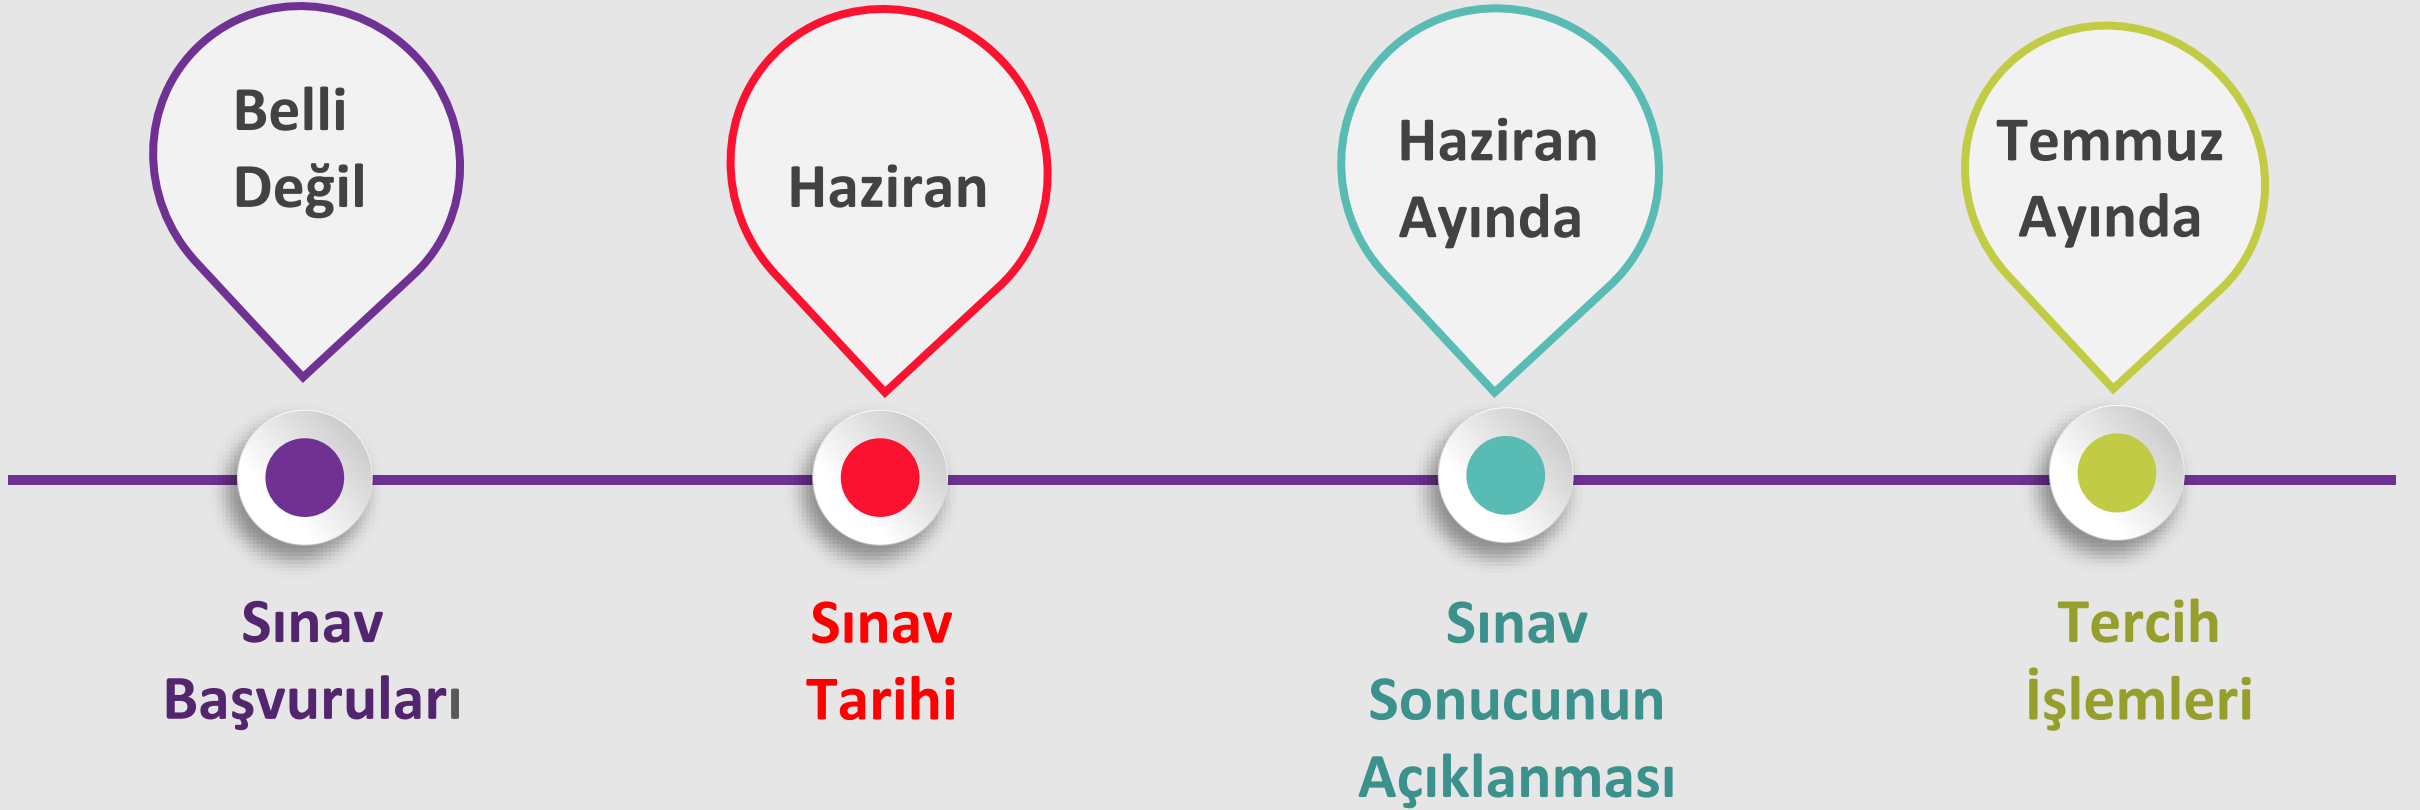 Belli
Değil
Haziran
Haziran
Ayında
Temmuz
Ayında
Sınav
Başvuruları
Sınav
Tarihi
Sınav
Sonucunun
Açıklanması
Tercih
İşlemleri